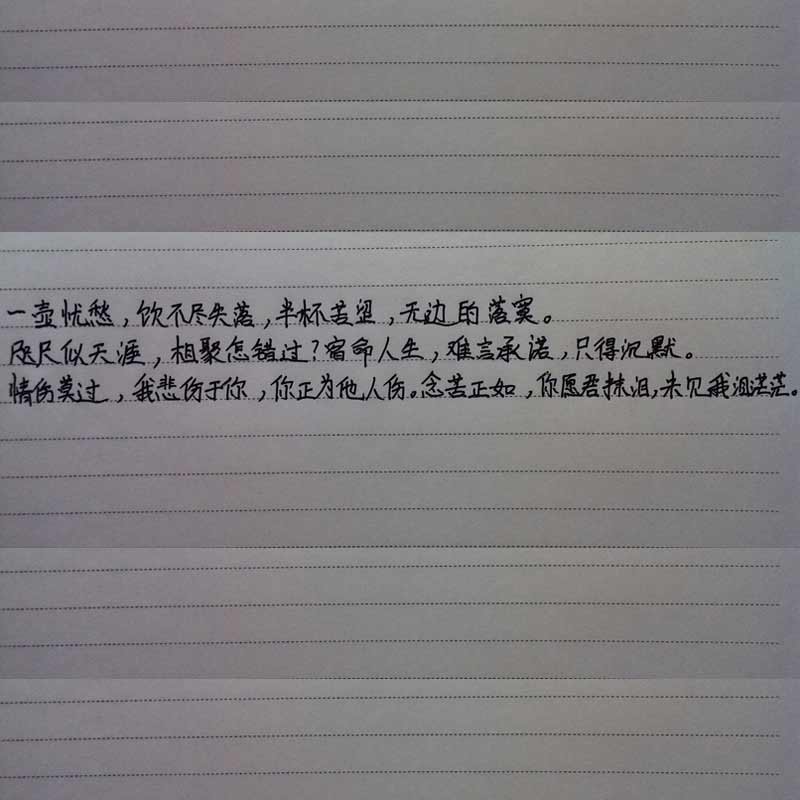 一壶忧愁，饮不尽失落，半杯苦涩，无边的落寞。
咫尺似天涯，相聚怎错过？宿命人生，难言承诺，只得沉默。
情伤莫过，我悲伤于你，你正为他人伤。念苦正如，你愿君抹泪，未见我泪茫茫。